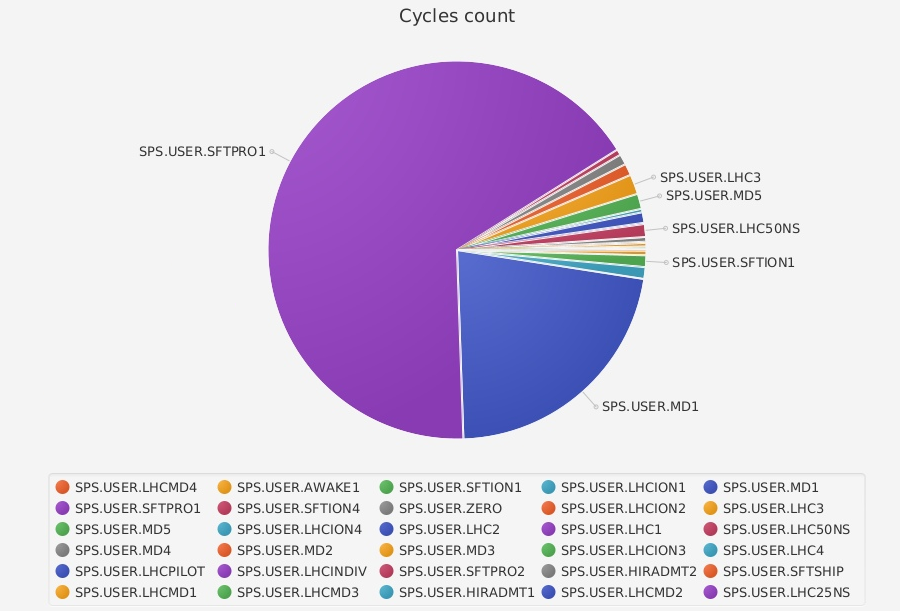 Cycles count
SPS.USER.SFTPRO1
SPS.USER.LHC3
SPS.USER.MD5
SPS.USER.LHC50NS
SPS.USER.SFTION1
SPS.USER.MD1
SPS.USER.LHCMD4 SPS.USER.AWAKE1 SPS.USER.SFTION1 SPS.USER.LHCION1 SPS.USER.MD1
SPS.USER.SFTPRO1 SPS.USER.SFTION4 SPS.USER.ZERO SPS.USER.LHCION2 SPS.USER.LHC3
SPS.USER.MD5 SPS.USER.LHCION4 SPS.USER.LHC2 SPS.USER.LHC1 SPS.USER.LHC50NS
SPS.USER.MD4 SPS.USER.MD2 SPS.USER.MD3 SPS.USER.LHCION3 SPS.USER.LHC4
SPS.USER.LHCPILOT SPS.USER.LHCINDIV SPS.USER.SFTPRO2 SPS.USER.HIRADMT2 SPS.USER.SFTSHIP
SPS.USER.LHCMD1 SPS.USER.LHCMD3 SPS.USER.HIRADMT1 SPS.USER.LHCMD2 SPS.USER.LHC25NS